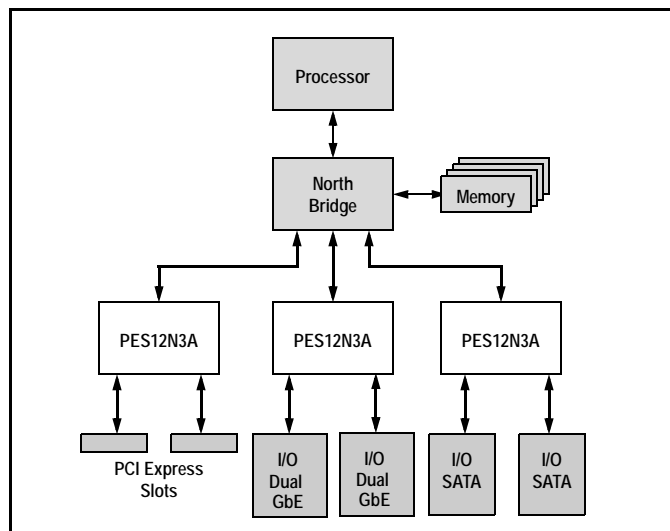 Processor
North
Bridge
Memory
PES12N3A
PES12N3A
PES12N3A
PCI Express
Slots
I/O
Dual
GbE
I/O
Dual
GbE
I/O
SATA
I/O
SATA